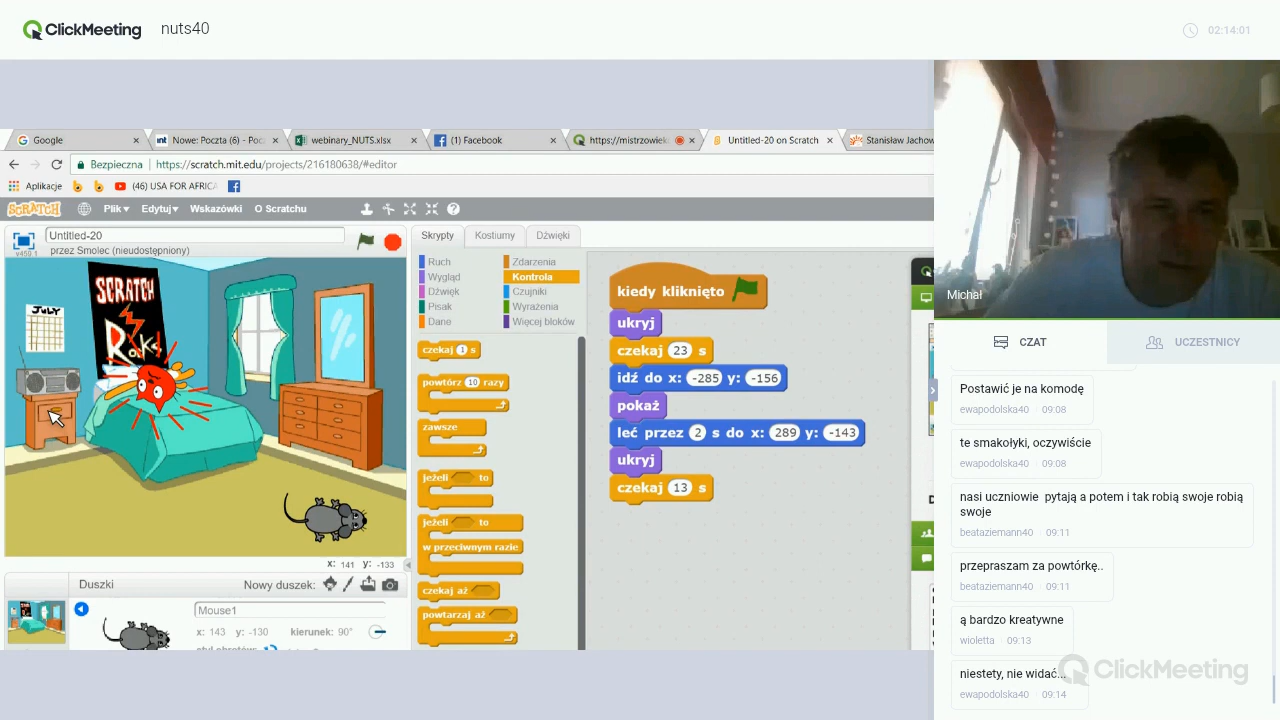 ClickMeeting
nuts40
02:14:01
Google
Nowe: Poczta (6) - Poc
webinary_NUTS.xlsx
(1) Facebook
https://mistrzowiek
Untitled-20 on Scratch
Stanisław Jachow
Bezpieczna
https://scratch.mit.edu/projects/216180638/#editor
Aplikacje
(46) USA FOR AFRICA
SCRATCH
Plik
Edytuj
Wskazówki
O Scratchu
Untitled-20
przez Smolec (nieudostępniony)
v459.1
Skrypty
Kostiumy
Dźwięki
Ruch
Wygląd
Dźwięk
Pisak
Dane
Zdarzenia
Kontrola
Czujniki
Wyrażenia
Więcej bloków
JULY
SCRATCH
Rocks
czekaj 1 s
powtórz 10 razy
zawsze
jeżeli to
jeżeli to
w przeciwnym razie
czekaj aż
powtarzaj aż
kiedy kliknięto
ukryj
czekaj 23 s
idź do x: -285 y: -156
pokaż
leć przez 2 s do x: 289 y: -143
ukryj
czekaj 13 s
x: 141 y: -133
Duszki
Nowy duszek:
Mouse1
x: 143 y: -130 kierunek: 90°
styl obrotów:
Michał
CZAT
UCZESTNICY
Postawić je na komodę
ewapodolska40 · 09:08
te smakołyki, oczywiście
ewapodolska40 · 09:08
nasi uczniowie pytają a potem i tak robią swoje robią
swoje
beataziemann40 · 09:11
przepraszam za powtórkę..
beataziemann40 · 09:11
ą bardzo kreatywne
wioletta · 09:13
niestety, nie widać...
ewapodolska40 · 09:14
ClickMeeting